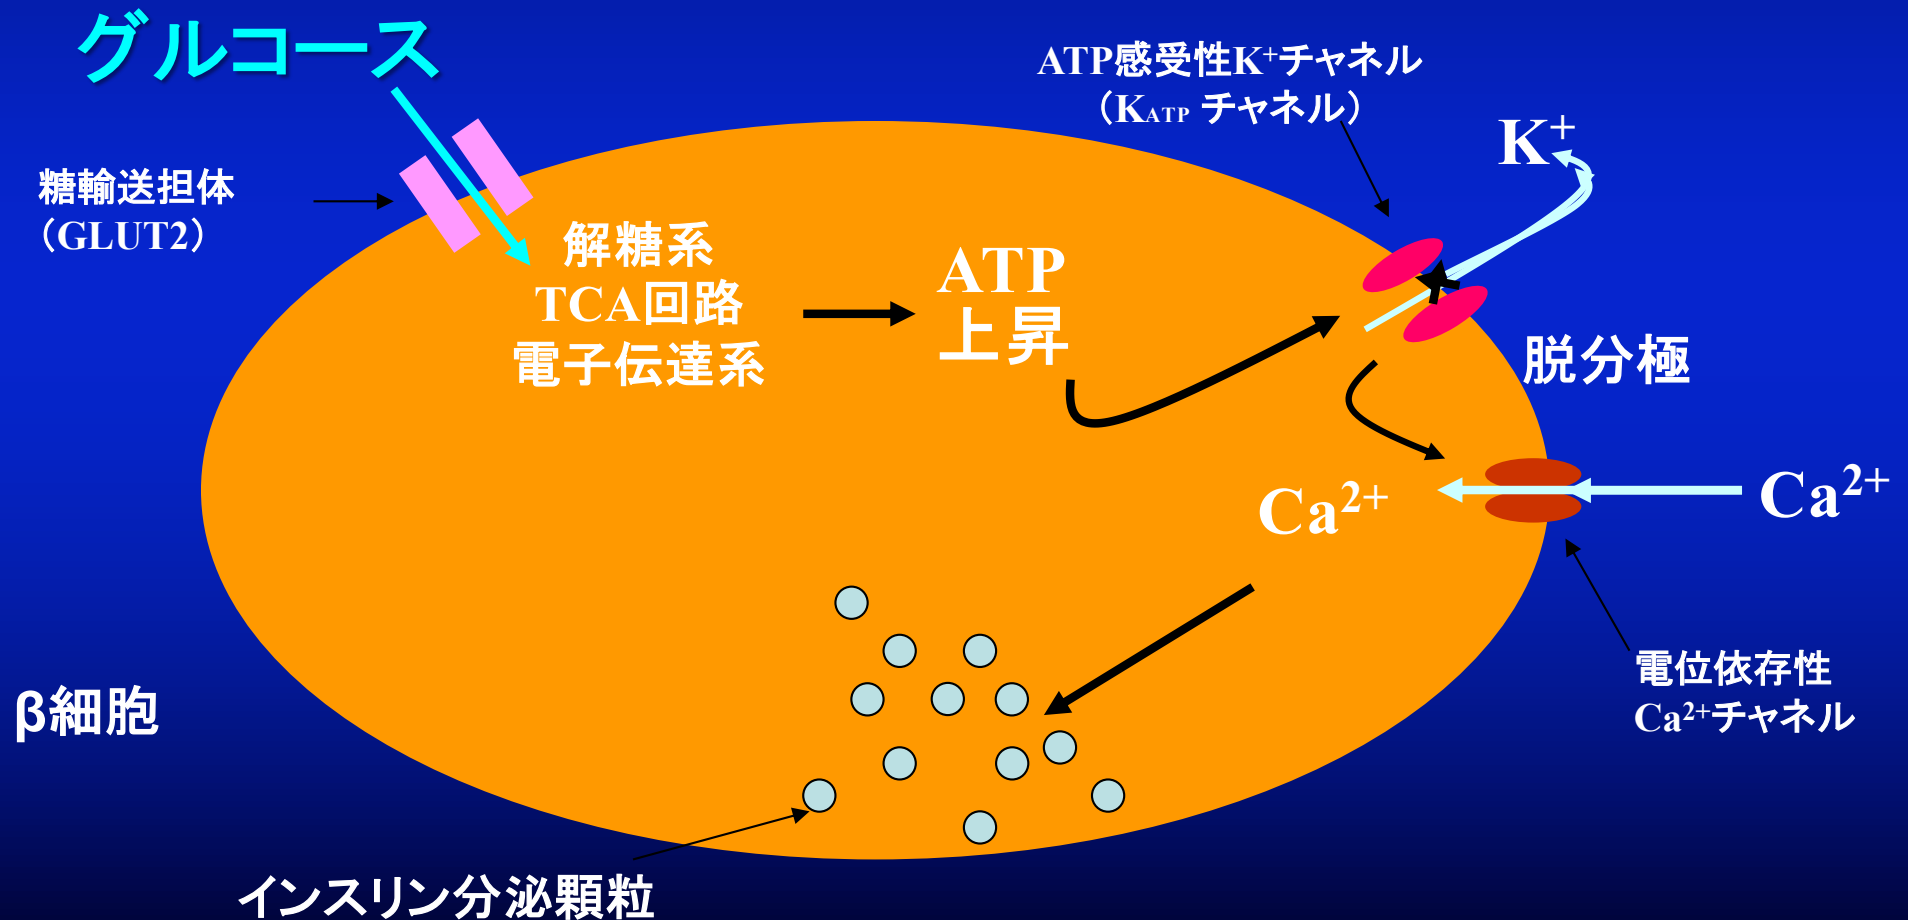 グルコース
ATP感受性K⁺チャネル
（KATP チャネル）
K⁺
糖輸送担体
（GLUT2）
解糖系
TCA回路
電子伝達系
ATP
上昇
脱分極
Ca²⁺
Ca²⁺
電位依存性
Ca²⁺チャネル
β細胞
インスリン分泌顆粒